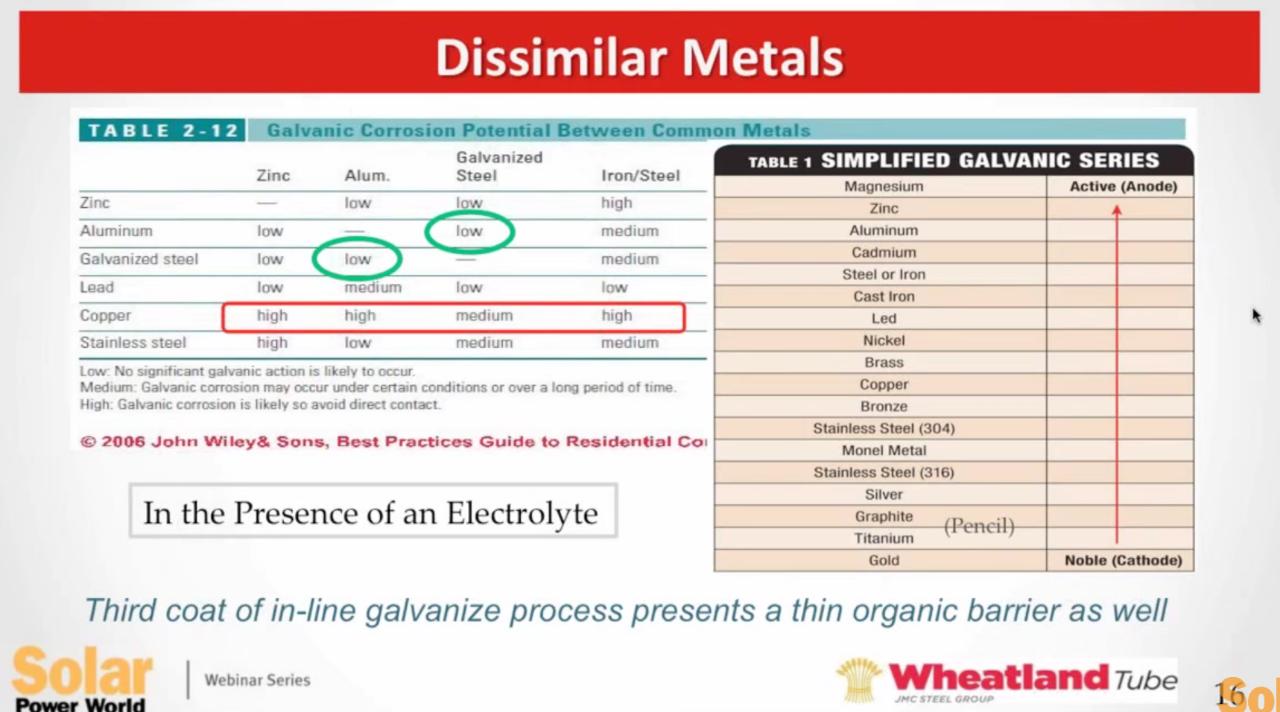 Dissimilar Metals
TABLE 2-12 Galvanic Corrosion Potential Between Common Metals
Zinc Alum. Galvanized Steel Iron/Steel
Zinc — low low high
Aluminum low — low medium
Galvanized steel low low — medium
Lead low medium low low
Copper high high medium high
Stainless steel high low medium medium
Low: No significant galvanic action is likely to occur.
Medium: Galvanic corrosion may occur under certain conditions or over a long period of time.
High: Galvanic corrosion is likely so avoid direct contact.
© 2006 John Wiley& Sons, Best Practices Guide to Residential Co
TABLE 1 SIMPLIFIED GALVANIC SERIES
Magnesium Active (Anode)
Zinc
Aluminum
Cadmium
Steel or Iron
Cast Iron
Led
Nickel
Brass
Copper
Bronze
Stainless Steel (304)
Monel Metal
Stainless Steel (316)
Silver
Graphite (Pencil)
Titanium
Gold Noble (Cathode)
In the Presence of an Electrolyte
Third coat of in-line galvanize process presents a thin organic barrier as well
Solar
Power World
Webinar Series
Wheatland Tube
JMC STEEL GROUP
16